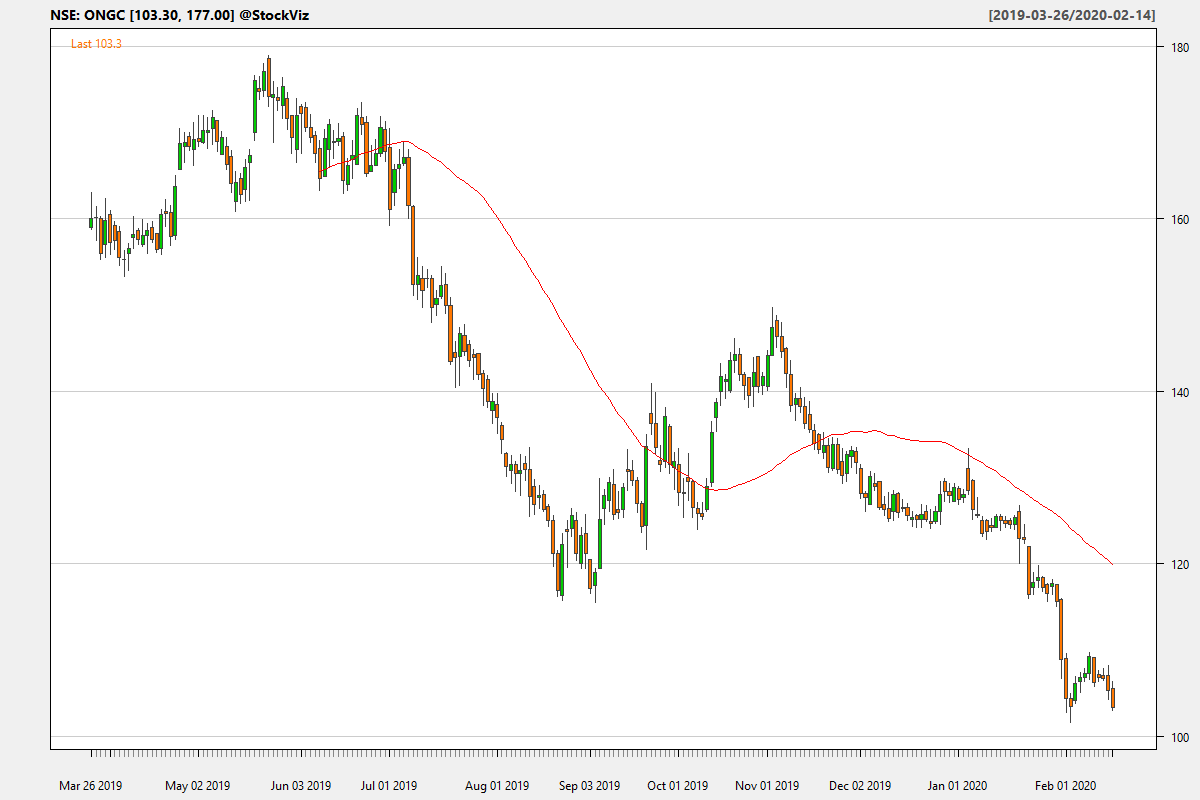 NSE: ONGC [103.30, 177.00] @StockViz [2019-03-26/2020-02-14]
Last 103.3
180
160
140
120
100
Mar 26 2019 May 02 2019 Jun 03 2019 Jul 01 2019 Aug 01 2019 Sep 03 2019 Oct 01 2019 Nov 01 2019 Dec 02 2019 Jan 01 2020 Feb 01 2020